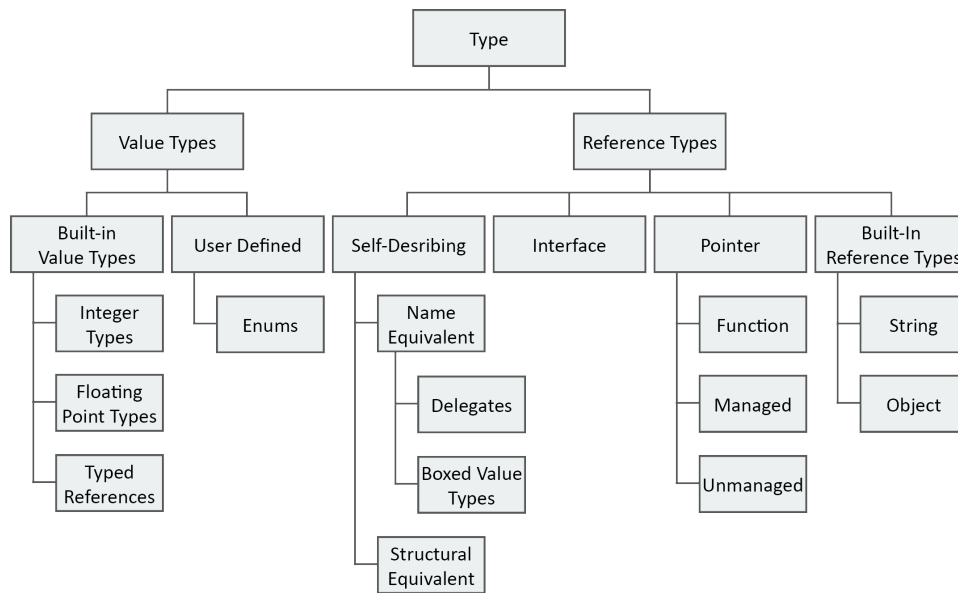 Type
Value Types
Reference Types
Built-in
Value Types
User Defined
Self-Desribing
Interface
Pointer
Built-In
Reference Types
Integer
Types
Enums
Name
Equivalent
Function
String
Floating
Point Types
Delegates
Managed
Object
Typed
References
Boxed Value
Types
Unmanaged
Structural
Equivalent